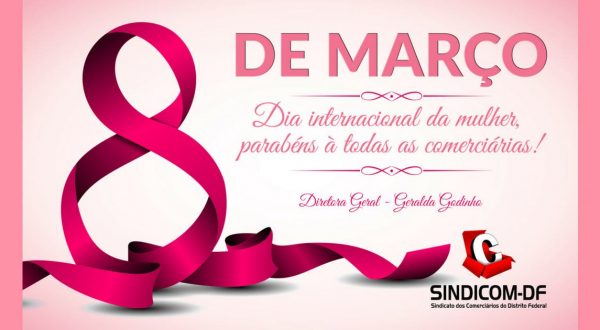 8
DE MARÇO
Dia internacional da mulher,
parabéns à todas as comerciárias!
Diretora Geral - Geralda Godinho
C
SINDICOM-DF
Sindicato dos Comerciários do Distrito Federal